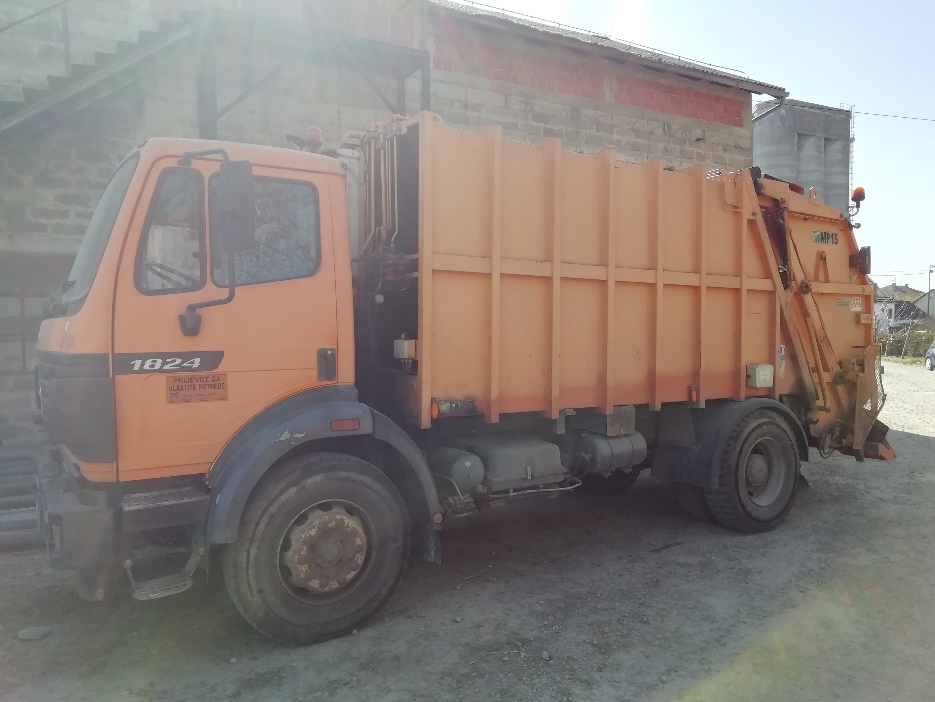 1824
PRIJEVOZ ZA
VLASTITE POTREBE
MP15